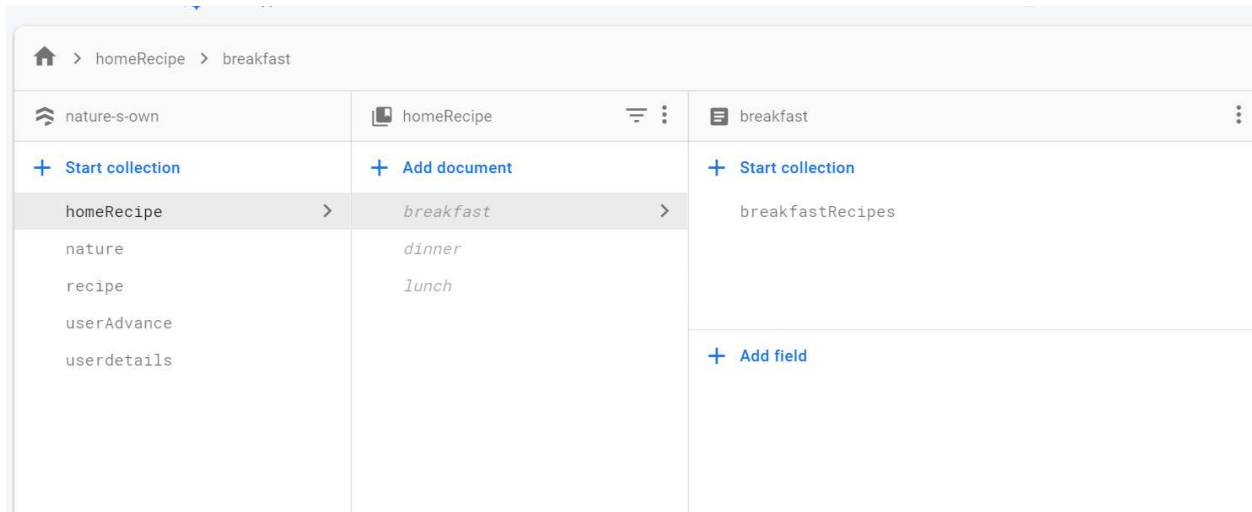 homeRecipe > breakfast
nature-s-own
homeRecipe
breakfast
+ Start collection
+ Add document
+ Start collection
homeRecipe
breakfast
breakfastRecipes
nature
dinner
recipe
lunch
userAdvance
userdetails
+ Add field